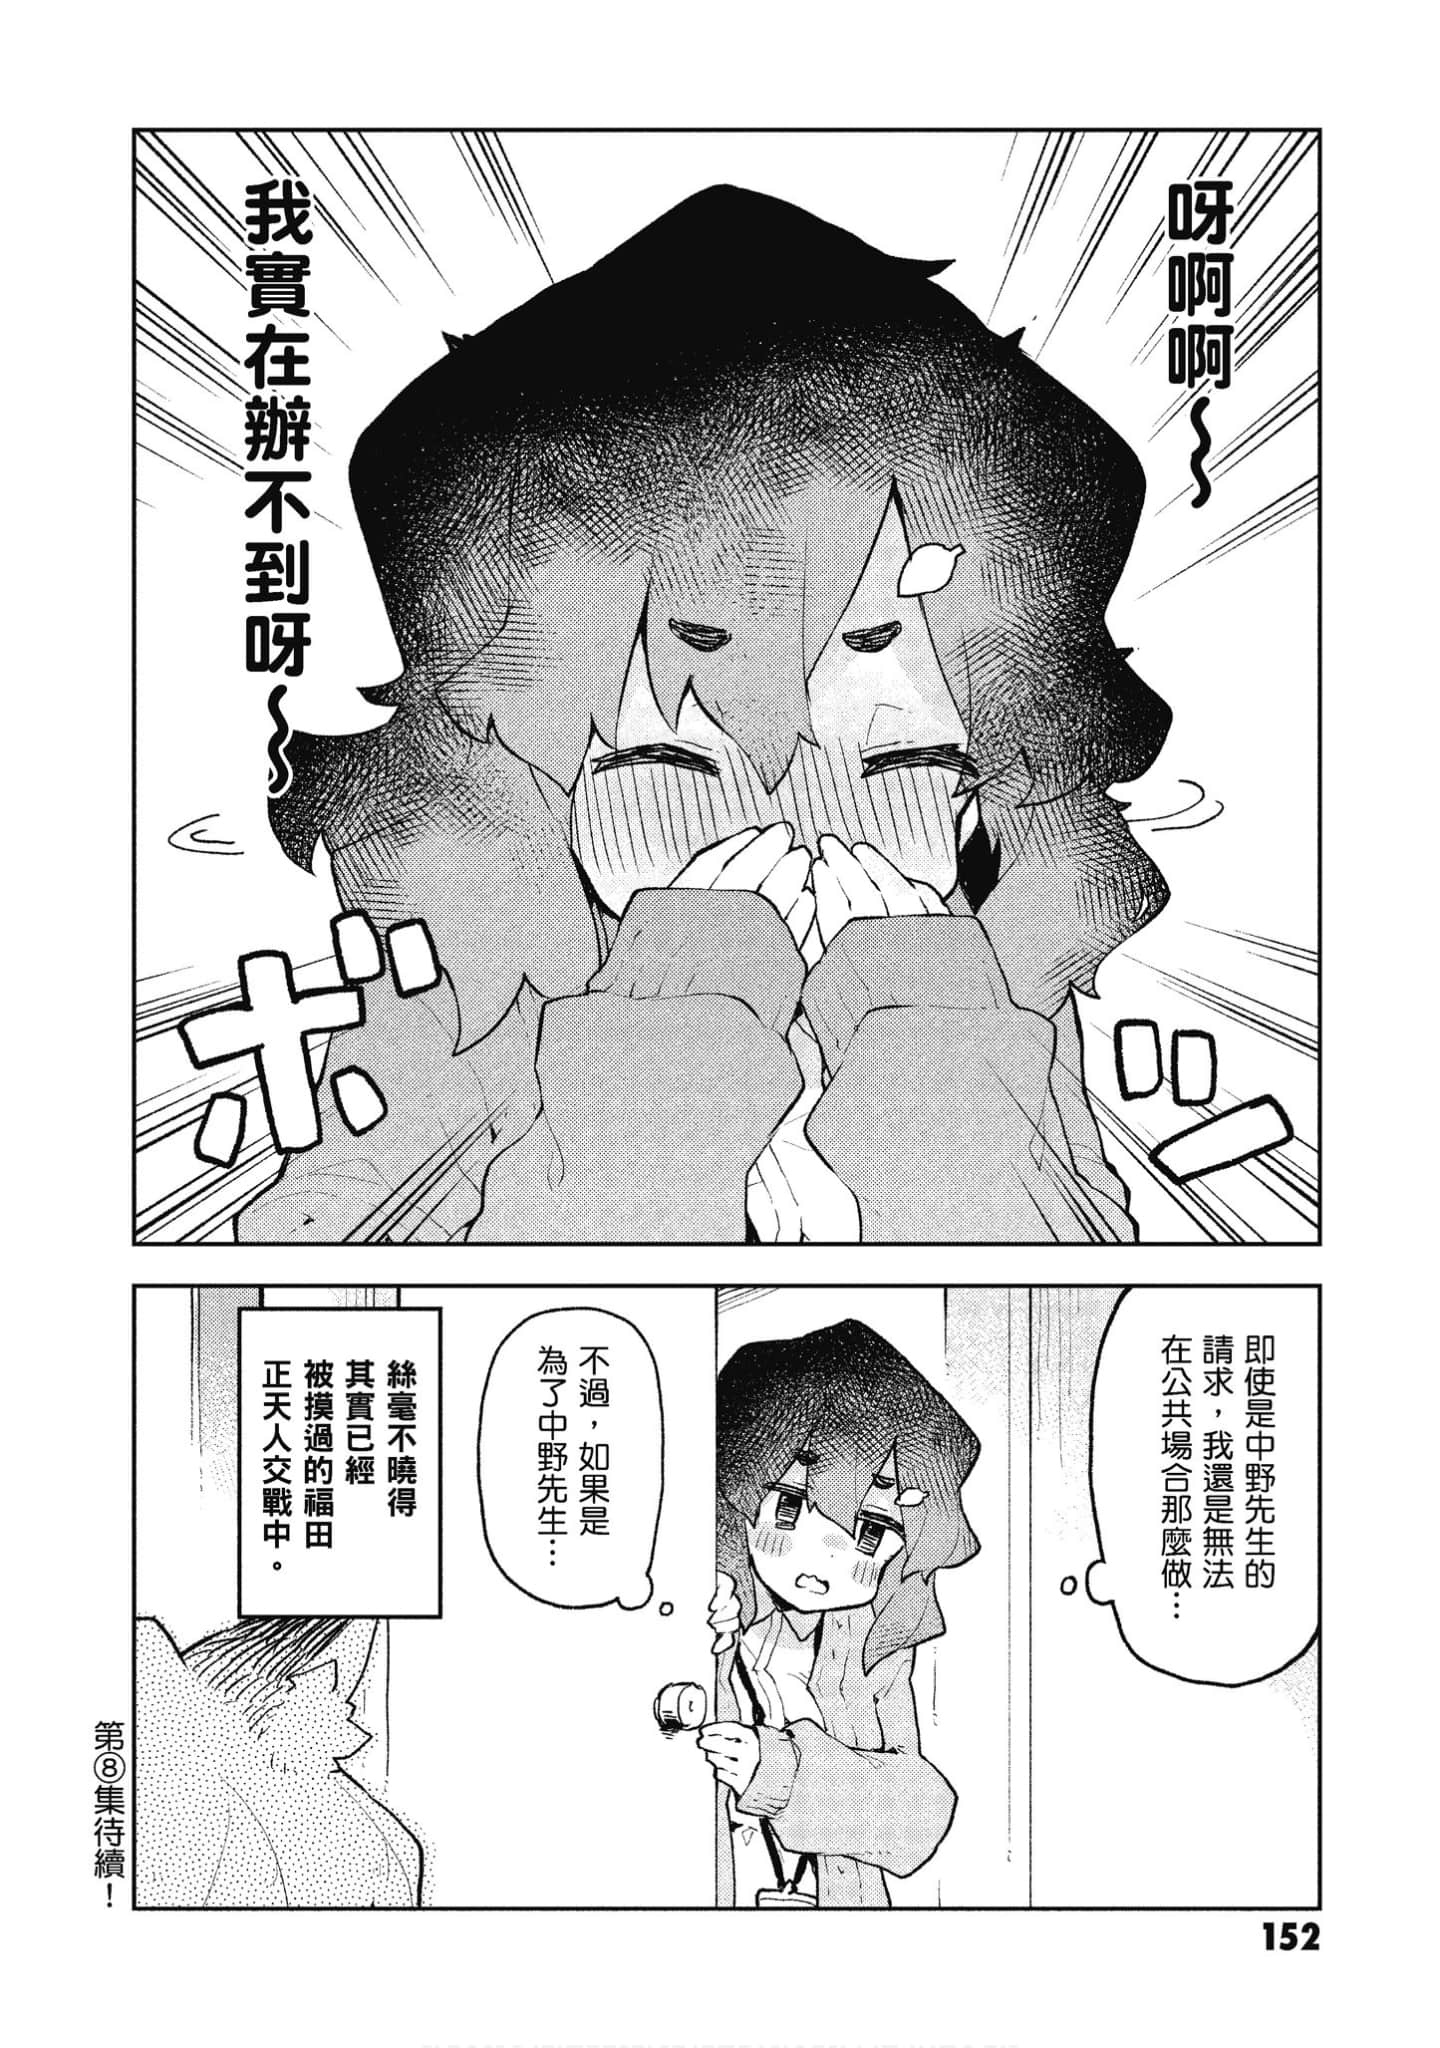 呀啊啊～
我實在辦不到呀～
ボッ
即使是中野先生的
請求，我還是無法
在公共場合那麼做…
不過，如果是
為了中野先生…
絲毫不曉得
其實已經
被摸過的福田
正天人交戰中。
第⑧集待續！
152